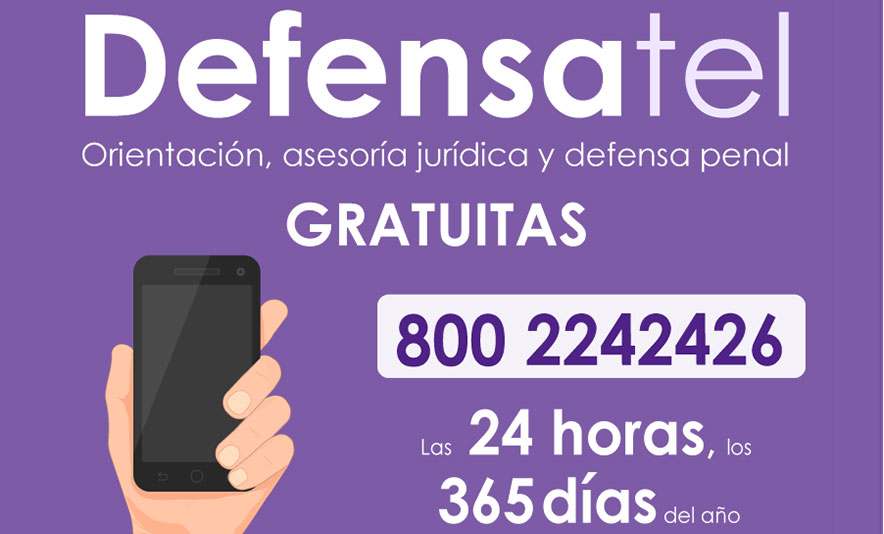 Defensatel
Orientación, asesoría jurídica y defensa penal
GRATUITAS
800 2242426
Las 24 horas, los
365 días del año